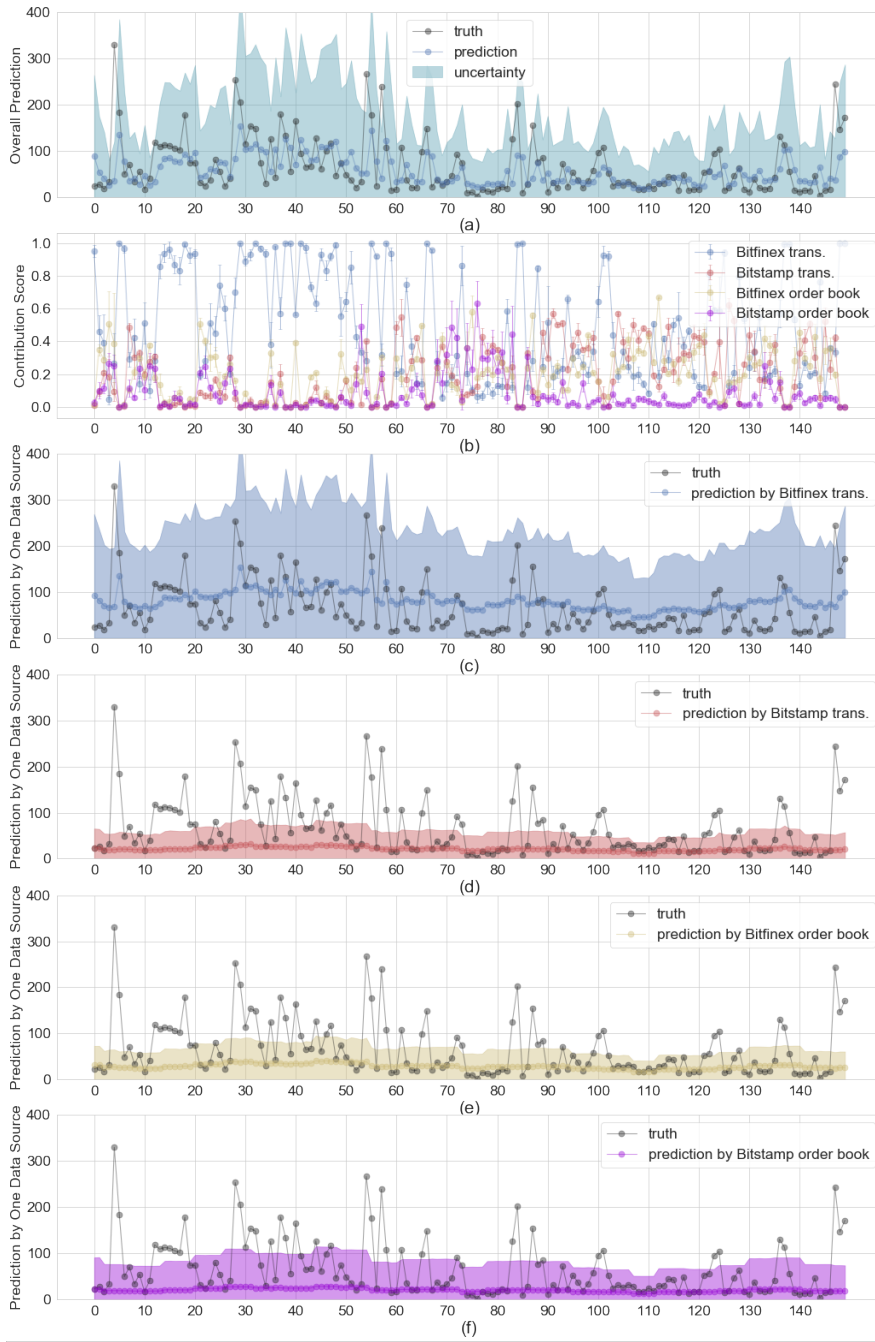 400
300
200
100
0
Overall Prediction
truth
prediction
uncertainty
0 10 20 30 40 50 60 70 80 90 100 110 120 130 140
(a)
1.0
0.8
0.6
0.4
0.2
0.0
Contribution Score
Bitfinex trans.
Bitstamp trans.
Bitfinex order book
Bitstamp order book
0 10 20 30 40 50 60 70 80 90 100 110 120 130 140
(b)
400
300
200
100
0
Prediction by One Data Source
truth
prediction by Bitfinex trans.
0 10 20 30 40 50 60 70 80 90 100 110 120 130 140
(c)
400
300
200
100
0
Prediction by One Data Source
truth
prediction by Bitstamp trans.
0 10 20 30 40 50 60 70 80 90 100 110 120 130 140
(d)
400
300
200
100
0
Prediction by One Data Source
truth
prediction by Bitfinex order book
0 10 20 30 40 50 60 70 80 90 100 110 120 130 140
(e)
400
300
200
100
0
Prediction by One Data Source
truth
prediction by Bitstamp order book
0 10 20 30 40 50 60 70 80 90 100 110 120 130 140
(f)